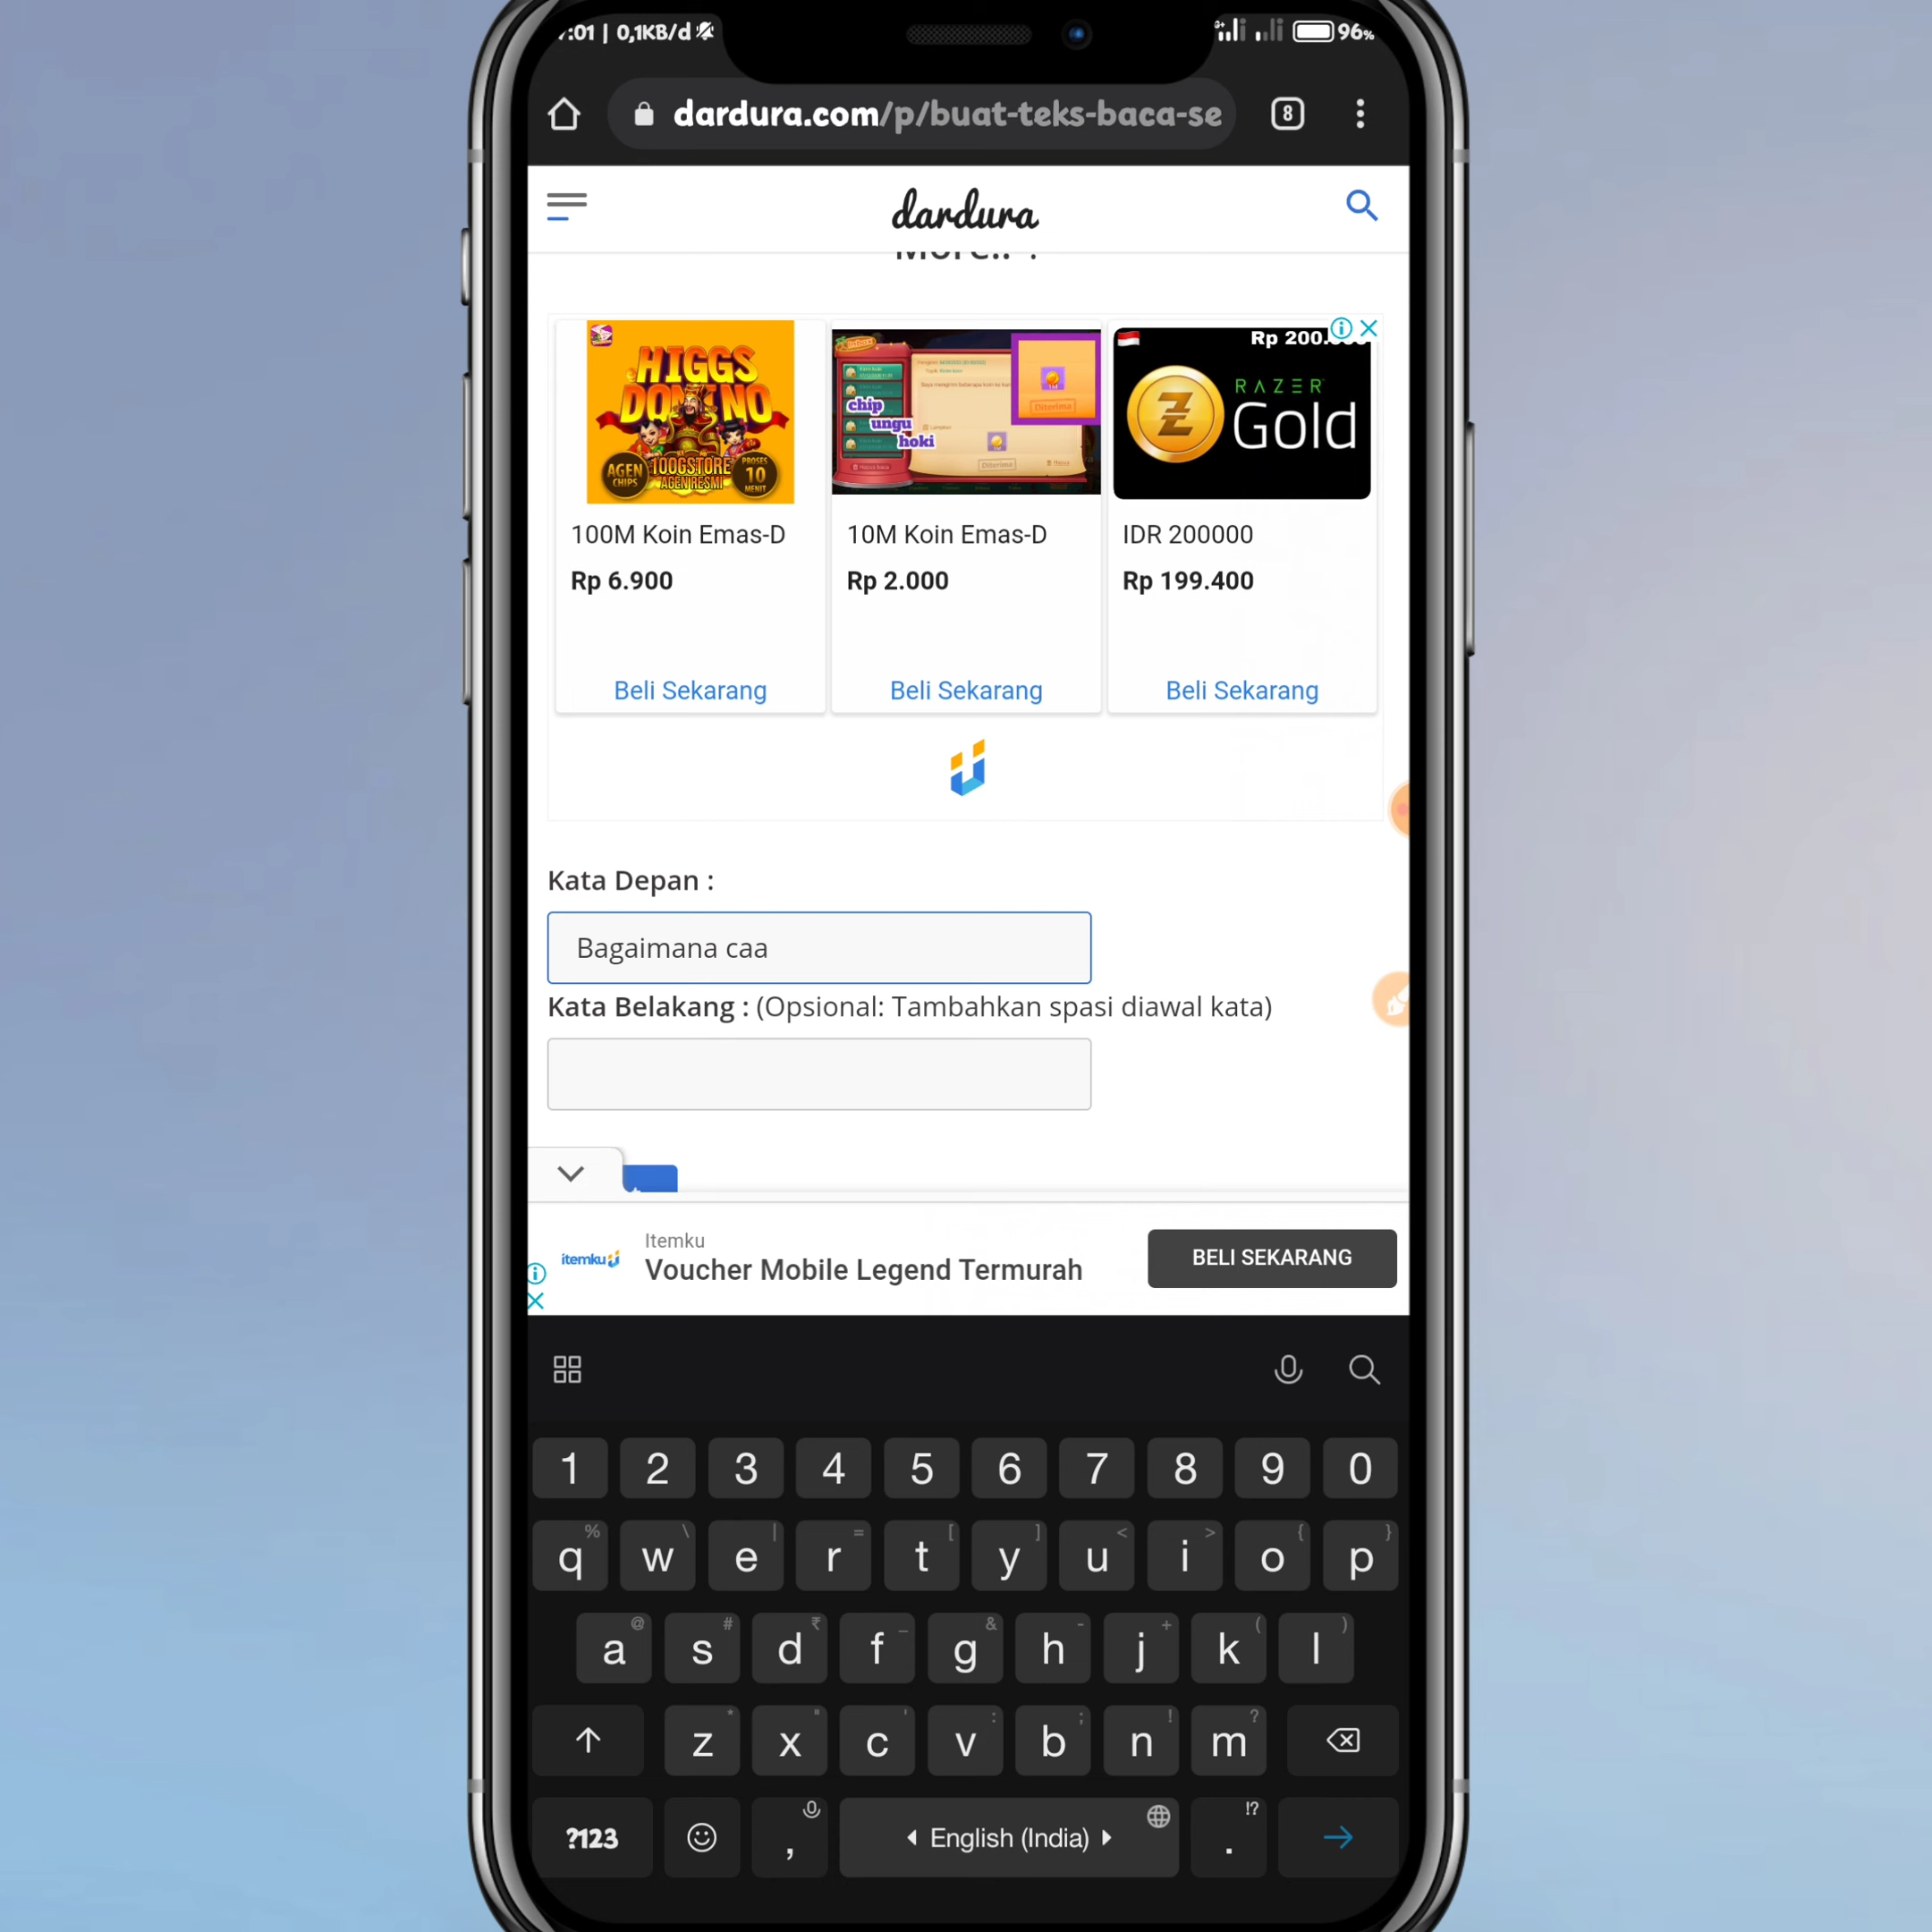 :01 | 0,1KB/d
96%
dardura.com/p/buat-teks-baca-se
8
dardura
More..
HIGGS
DOMINO
AGEN
CHIPS
100GSTORE
AGEN RESMI
PROSES
10
MENIT
chip
ungu
hoki
Diterima
Diterima
Rp 200.
RAZER
Gold
100M Koin Emas-D
10M Koin Emas-D
IDR 200000
Rp 6.900
Rp 2.000
Rp 199.400
Beli Sekarang
Beli Sekarang
Beli Sekarang
Kata Depan :
Bagaimana caa
Kata Belakang : (Opsional: Tambahkan spasi diawal kata)
itemku
Itemku
Voucher Mobile Legend Termurah
BELI SEKARANG
1 2 3 4 5 6 7 8 9 0
% \ | = [ ] < > { }
q w e r t y u i o p
@ # ₹ _ & - + ( )
a s d f g h j k l
* " ' : ; ! ?
z x c v b n m
!?
?123 , English (India) .